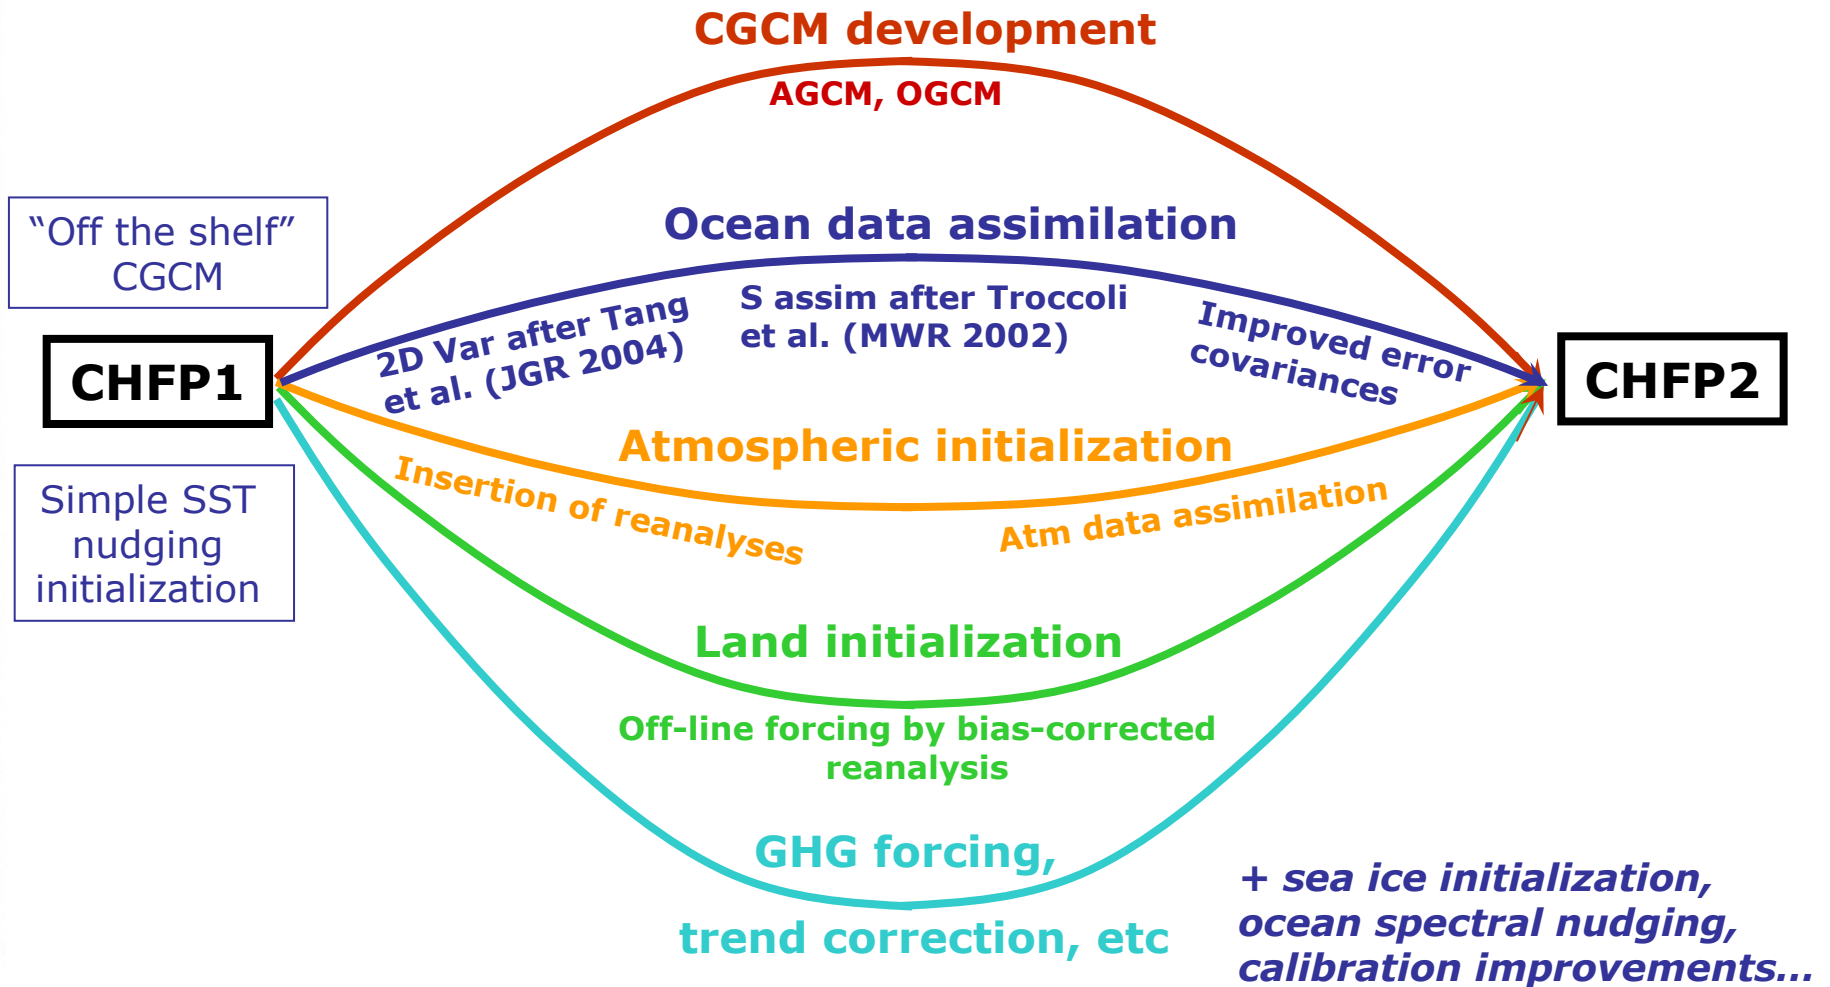 CGCM development
AGCM, OGCM
“Off the shelf”
CGCM
Ocean data assimilation
2D Var after Tang
et al. (JGR 2004)
S assim after Troccoli
et al. (MWR 2002)
Improved error
covariances
CHFP1
CHFP2
Simple SST
nudging
initialization
Atmospheric initialization
Insertion of reanalyses
Atm data assimilation
Land initialization
Off-line forcing by bias-corrected
reanalysis
GHG forcing,
trend correction, etc
+ sea ice initialization,
ocean spectral nudging,
calibration improvements…